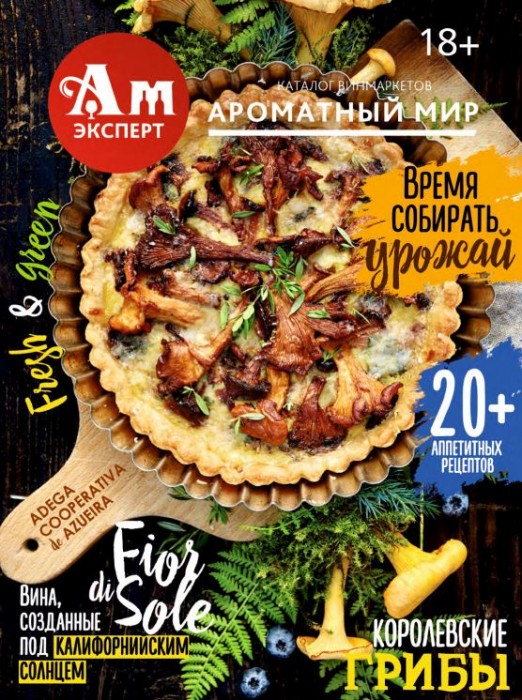 Ам
ЭКСПЕРТ
18+
КАТАЛОГ ВИНМАРКЕТОВ
АРОМАТНЫЙ МИР
Время
собирать
урожай
Fresh & green
20+
аппетитных
рецептов
ADEGA
COOPERATIVA
de AZUEIRA
Fior
di Sole
Вина,
созданные
под калифорнийским
солнцем
Королевские
грибы